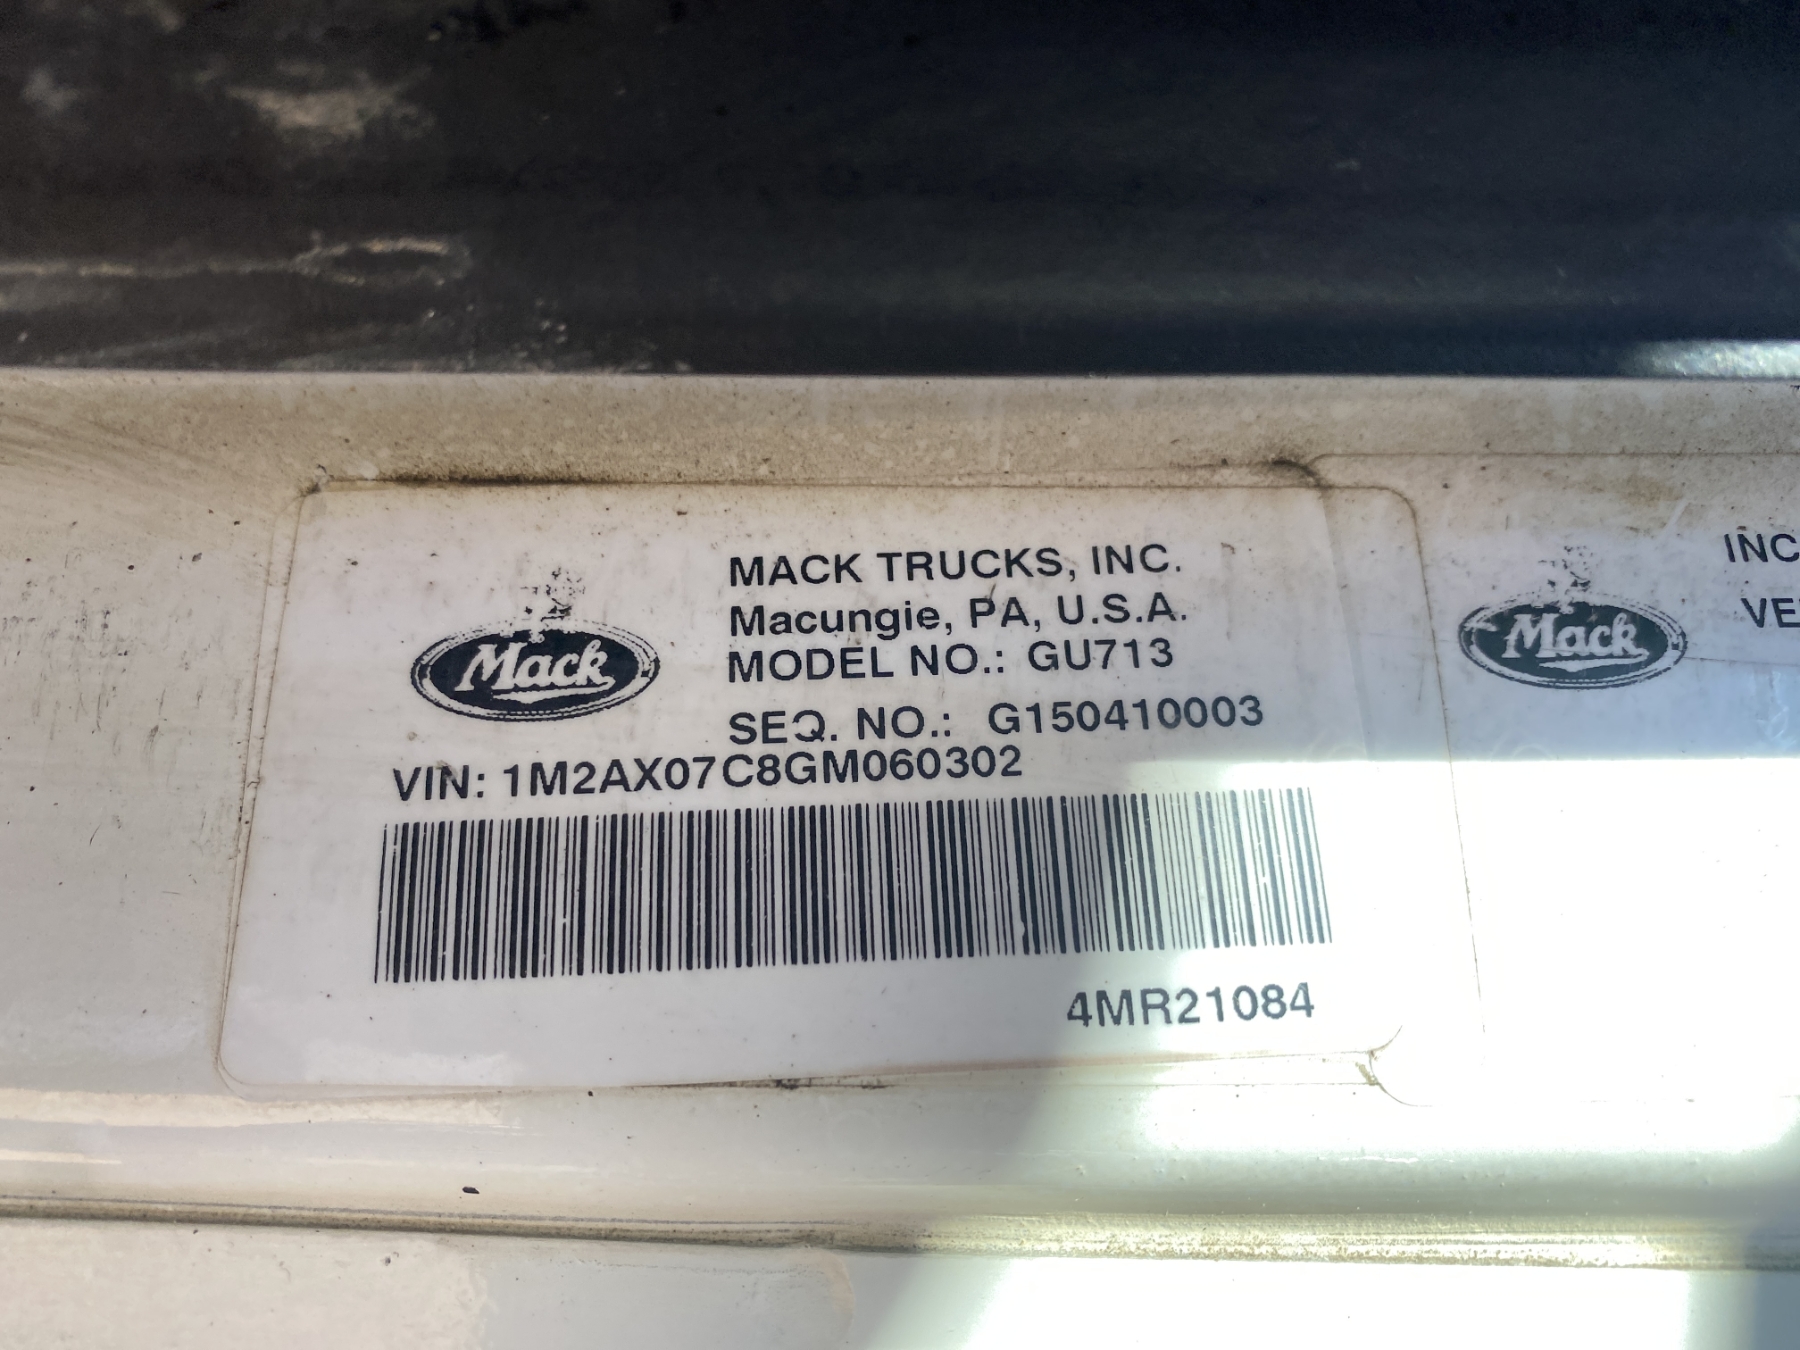 MACK TRUCKS, INC.
Macungie, PA, U.S.A.
MODEL NO.: GU713
SEQ. NO.: G150410003
Mack
VIN: 1M2AX07C8GM060302
4MR21084
Mack
INC
VE